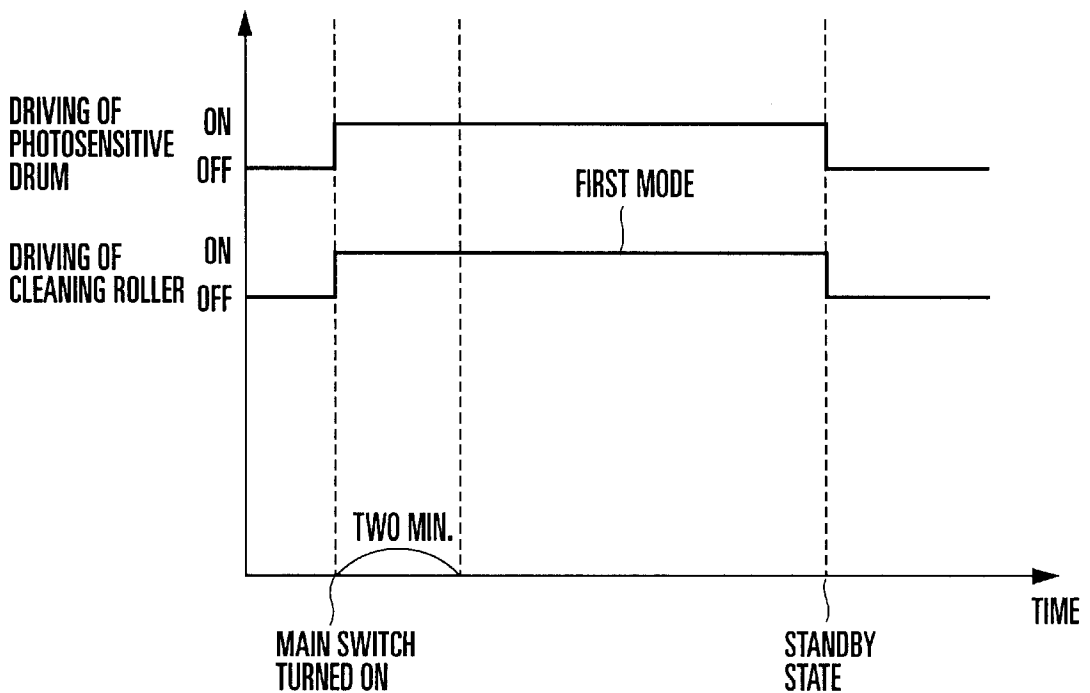 DRIVING OF
PHOTOSENSITIVE
DRUM
ON
OFF
FIRST MODE
DRIVING OF
CLEANING ROLLER
ON
OFF
TWO MIN.
TIME
MAIN SWITCH
TURNED ON
STANDBY
STATE